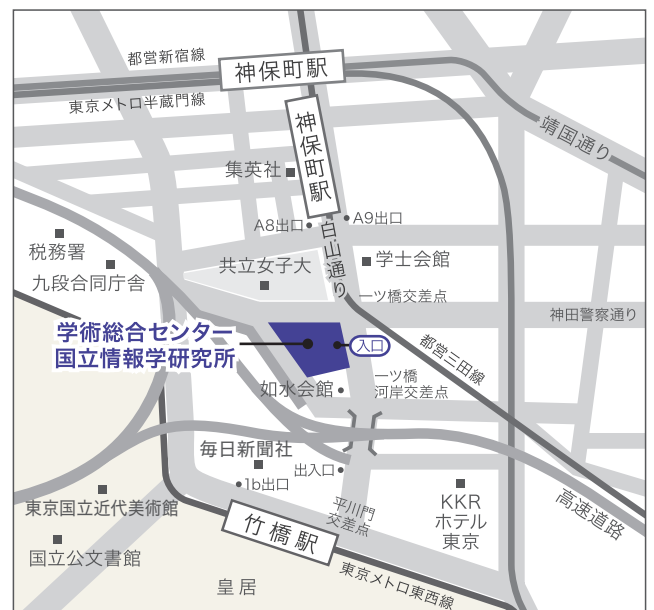 都営新宿線
神保町駅
東京メトロ半蔵門線
神保町駅
靖国通り
集英社
A8出口
A9出口
白山通り
税務署
九段合同庁舎
共立女子大
学士会館
一ツ橋交差点
神田警察通り
学術総合センター
国立情報学研究所
入口
都営三田線
如水会館
一ツ橋
河岸交差点
毎日新聞社
出入口
1b出口
東京国立近代美術館
平川門
交差点
KKR
ホテル
東京
高速道路
竹橋駅
国立公文書館
皇居
東京メトロ東西線